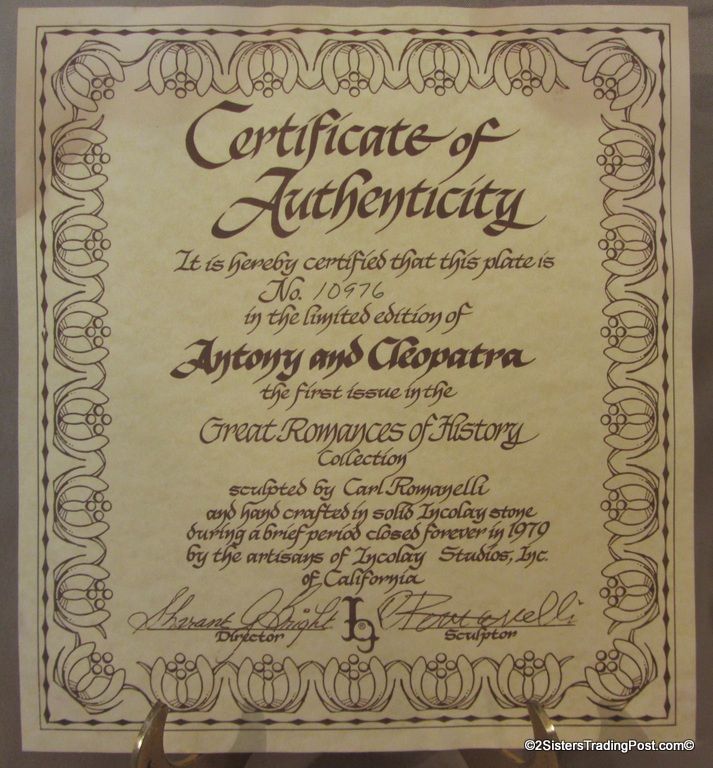 Certificate of
Authenticity
It is hereby certified that this plate is
No. 10976
in the limited edition of
Antony and Cleopatra
the first issue in the
Great Romances of History
Collection
sculpted by Carl Romanelli
and hand crafted in solid Incolay stone
during a brief period closed forever in 1979
by the artisans of Incolay Studios, Inc.
of California
Romanelli
Director
Sculptor
©2SistersTradingPost.com©